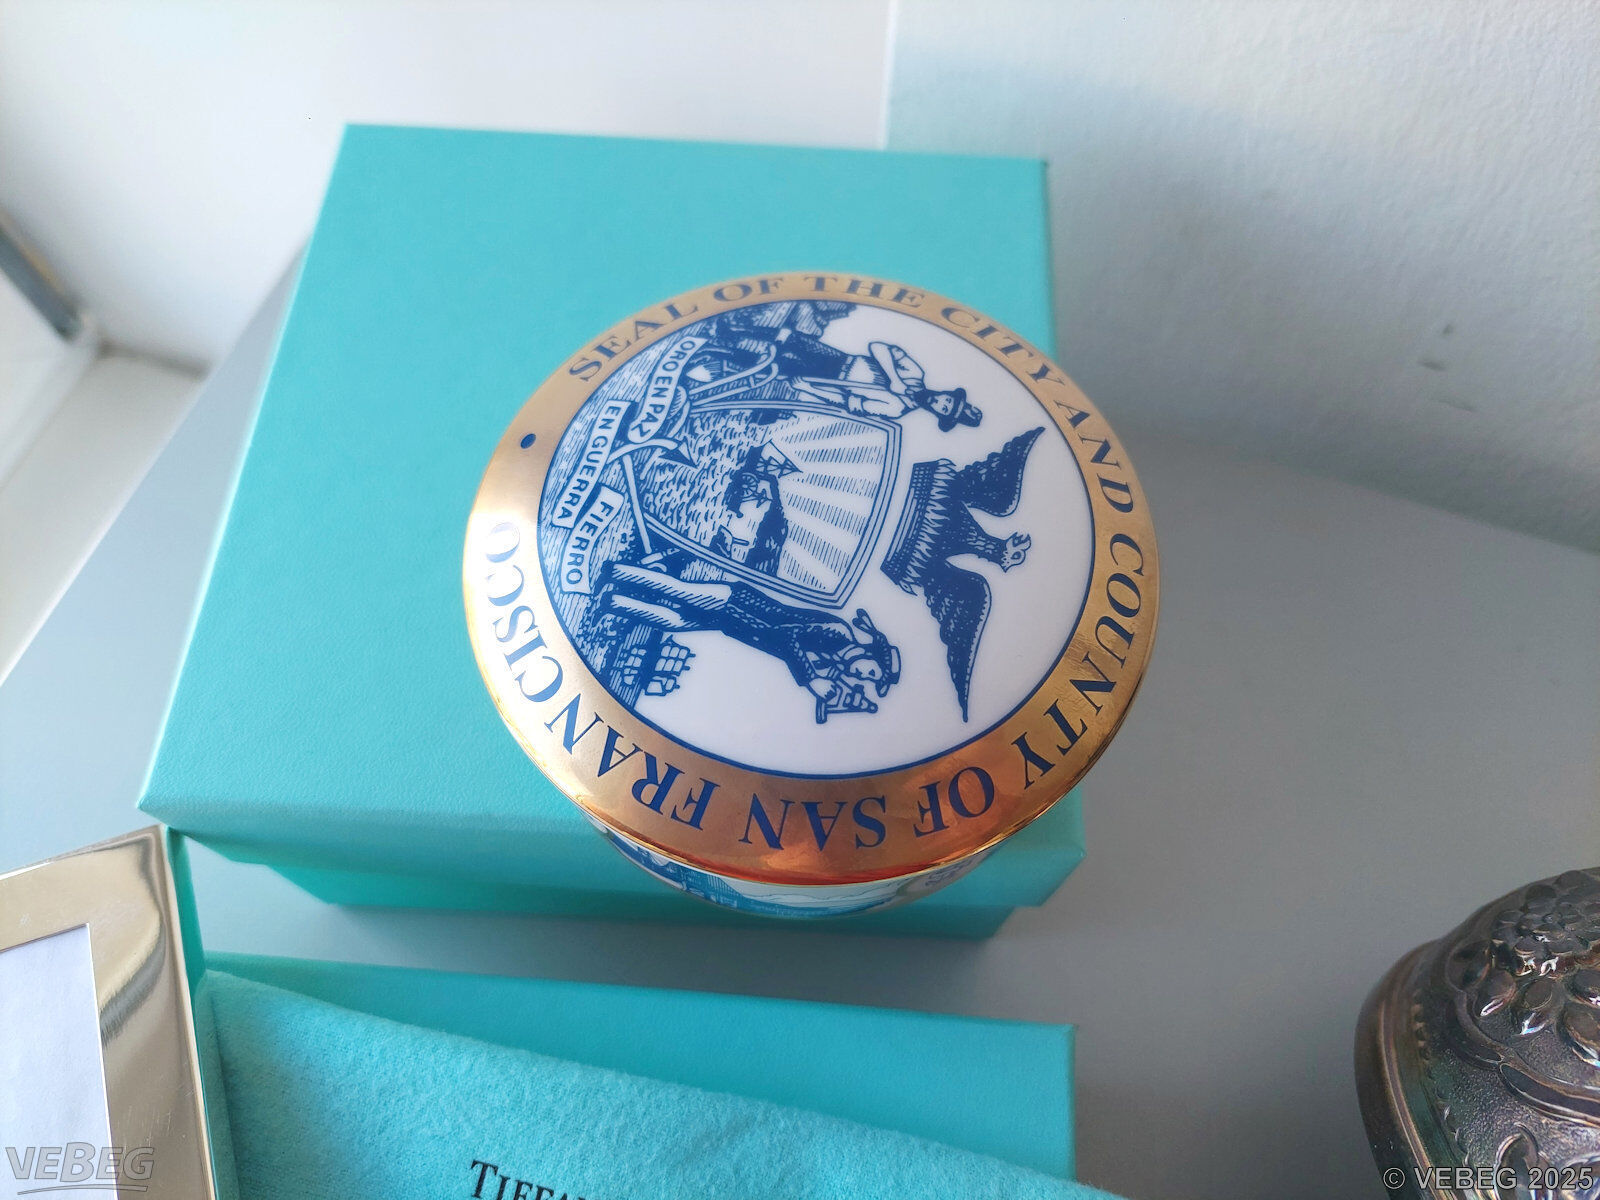 SEAL OF THE CITY AND COUNTY OF SAN FRANCISCO
ORO EN PAZ
EN GUERRA
FIERRO
VEBEG
© VEBEG 2025